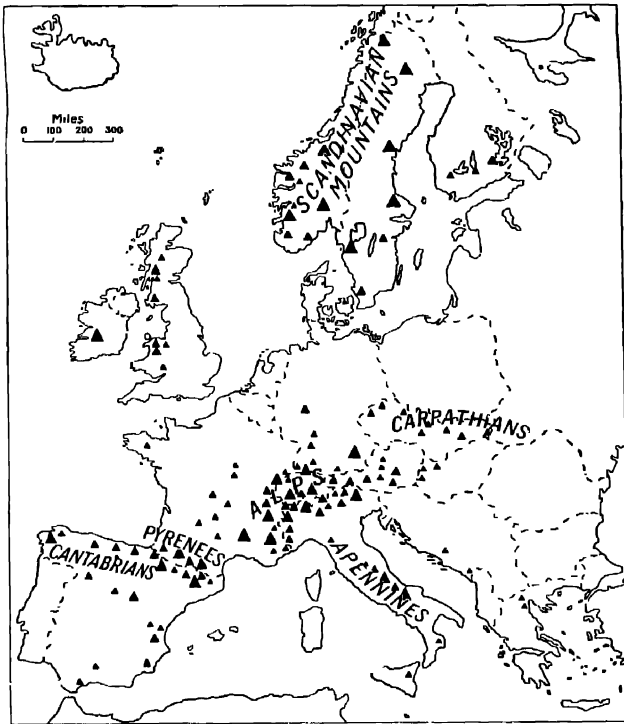 Miles
0 100 200 300
SCANDINAVIAN
MOUNTAINS
CARPATHIANS
ALPS
PYRENEES
CANTABRIANS
APENNINES